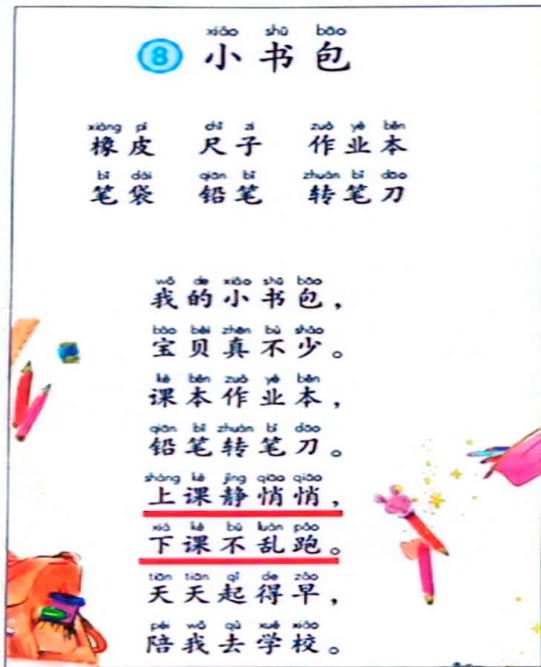 xiǎo shū bāo
8 小书包
xiàng pí chǐ zi zuò yè běn
橡皮 尺子 作业本
bǐ dài qiān bǐ zhuàn bǐ dāo
笔袋 铅笔 转笔刀
wǒ de xiǎo shū bāo
我的小书包，
bǎo bèi zhēn bù shǎo
宝贝真不少。
kè běn zuò yè běn
课本作业本，
qiān bǐ zhuàn bǐ dāo
铅笔转笔刀。
shàng kè jìng qiāo qiāo
上课静悄悄，
xià kè bú luàn pǎo
下课不乱跑。
tiān tiān qǐ de zǎo
天天起得早，
péi wǒ qù xué xiào
陪我去学校。